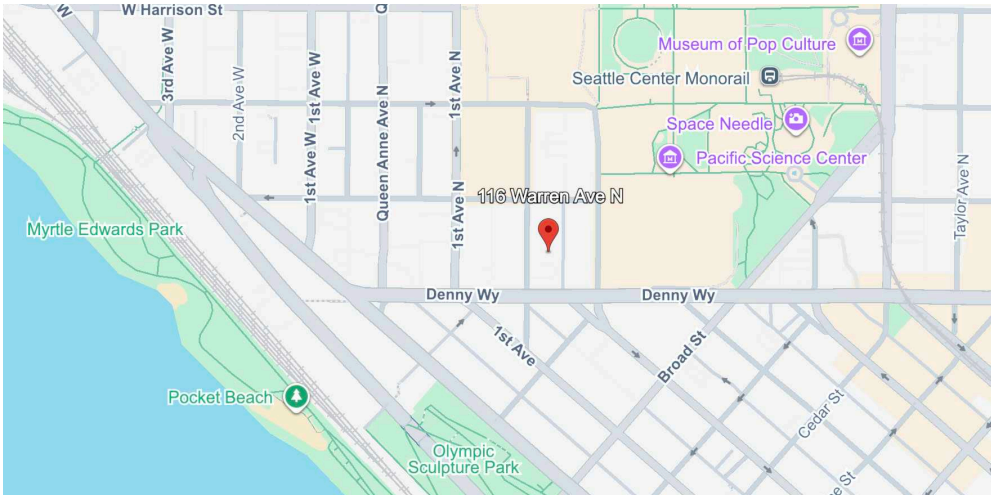 W Harrison St
W
Q
3rd Ave W
2nd Ave W
1st Ave W
1st Ave W
Queen Anne Ave N
1st Ave N
1st Ave N
Museum of Pop Culture
Seattle Center Monorail
Space Needle
Pacific Science Center
116 Warren Ave N
Taylor Ave N
Myrtle Edwards Park
Denny Wy
Denny Wy
1st Ave
Broad St
Pocket Beach
Cedar St
Olympic
Sculpture Park
e St